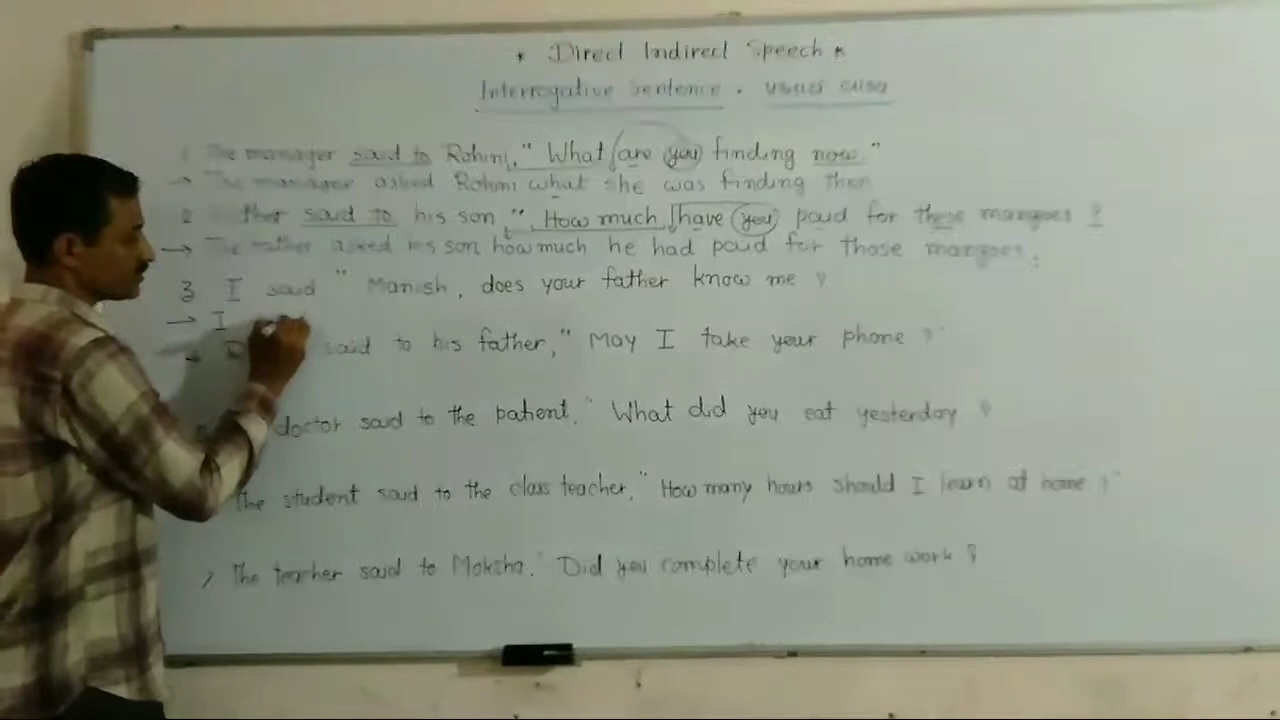 * Direct Indirect Speech *
Interrogative Sentence.
1 The manager said to Rohini," What are you finding now."
→ The manager asked Rohini what she was finding then
2 said to his son ", How much have you paid for these mangoes ?
→ The father asked his son how much he had paid for those mangoes.
3 I said " Manish, does your father know me ?
→ I
said to his father," May I take your phone ?
doctor said to the patient." What did you eat yesterday ?
The student said to the class teacher," How many hours should I learn at home ?"
7 The teacher said to Moksha." Did you complete your home work ?